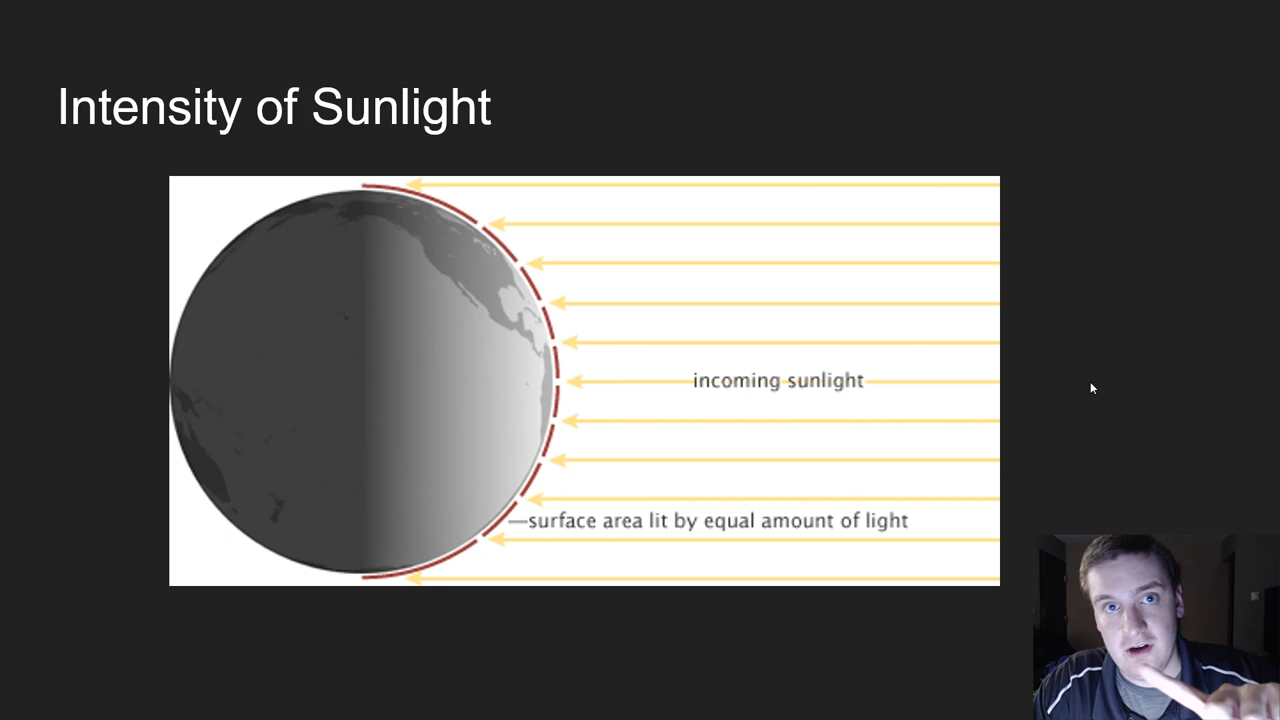 Intensity of Sunlight
incoming sunlight
surface area lit by equal amount of light